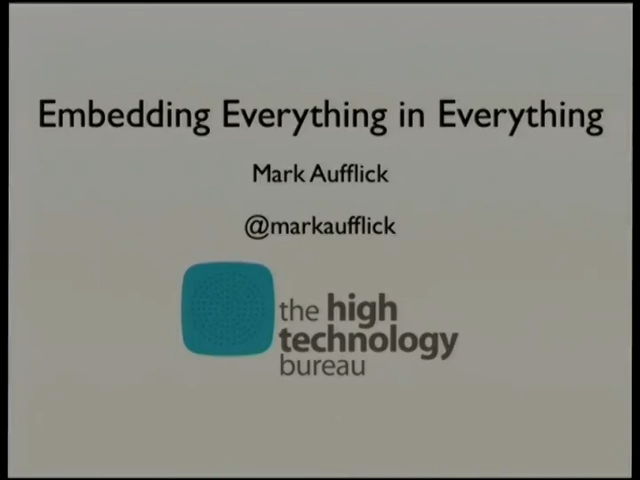 Embedding Everything in Everything
Mark Aufflick
@markaufflick
the high
technology
bureau